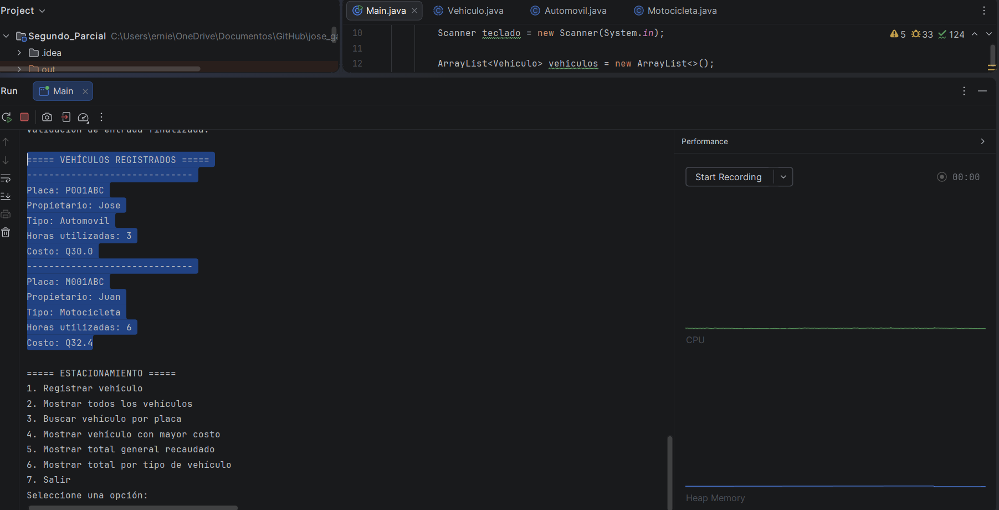 Project
Main.java
Vehiculo.java
Automovil.java
Motocicleta.java
Segundo_Parcial C:\Users\ernie\OneDrive\Documentos\GitHub\jose_ga
.idea
out
10 Scanner teclado = new Scanner(System.in);
11
12 ArrayList<Vehiculo> vehiculos = new ArrayList<>();
5 33 124
Run Main
Validación de entrada finalizada.
===== VEHÍCULOS REGISTRADOS =====
------------------------------
Placa: P001ABC
Propietario: Jose
Tipo: Automovil
Horas utilizadas: 3
Costo: Q30.0
------------------------------
Placa: M001ABC
Propietario: Juan
Tipo: Motocicleta
Horas utilizadas: 6
Costo: Q32.4
===== ESTACIONAMIENTO =====
1. Registrar vehículo
2. Mostrar todos los vehículos
3. Buscar vehículo por placa
4. Mostrar vehículo con mayor costo
5. Mostrar total general recaudado
6. Mostrar total por tipo de vehículo
7. Salir
Seleccione una opción:
Performance
Start Recording
00:00
CPU
Heap Memory